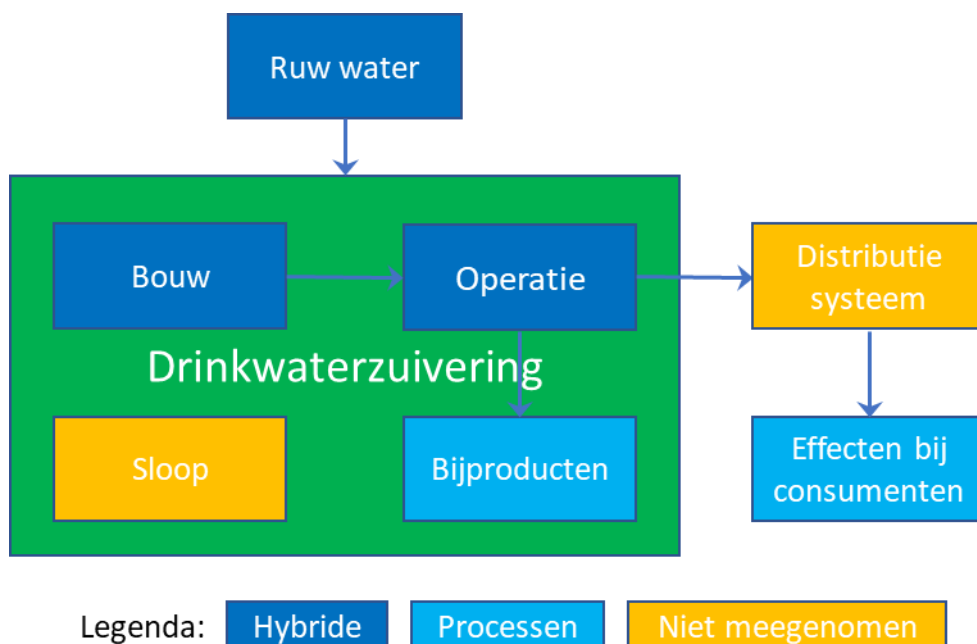 Ruw water
Bouw
Operatie
Distributie
systeem
Drinkwaterzuivering
Sloop
Bijproducten
Effecten bij
consumenten
Legenda:
Hybride
Processen
Niet meegenomen